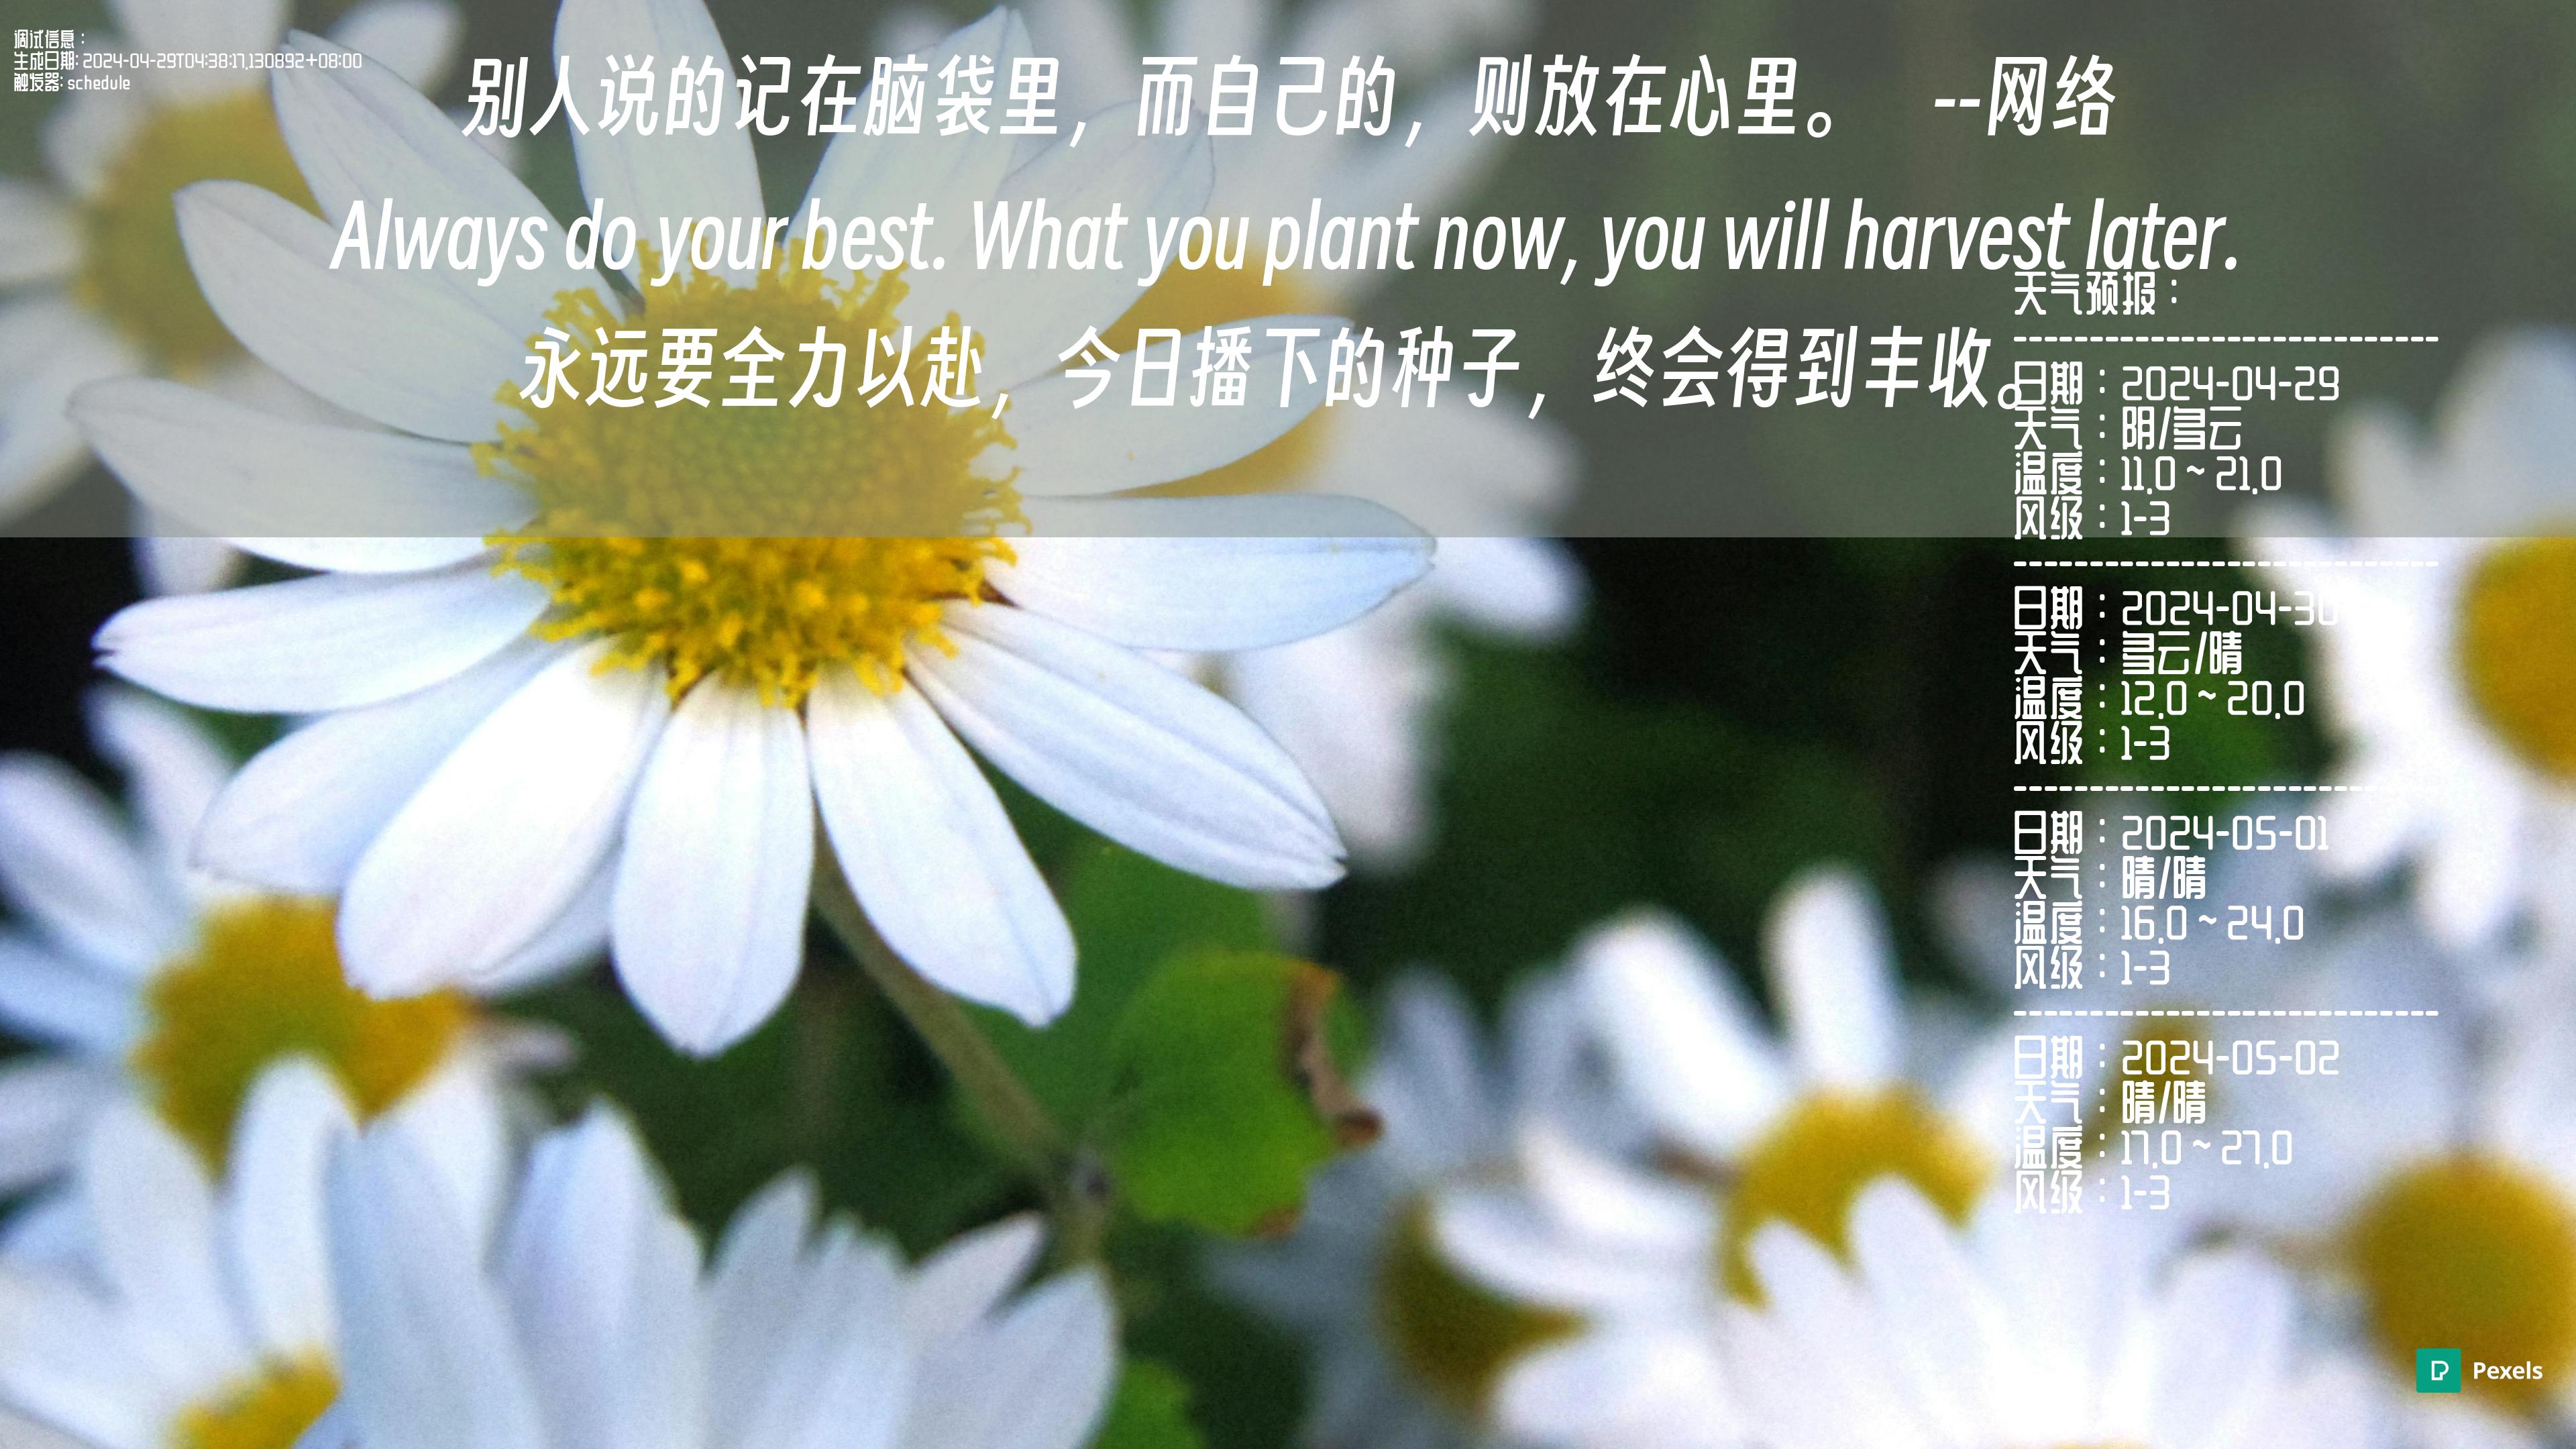 调试信息：
生成日期: 2024-04-29T04:38:17.130892+08:00
触发器: schedule
别人说的记在脑袋里，而自己的，则放在心里。 --网络
Always do your best. What you plant now, you will harvest later.
永远要全力以赴，今日播下的种子，终会得到丰收。
天气预报：
------------------------------
日期：2024-04-29
天气：阴/多云
温度：11.0 ~ 21.0
风级：1-3
------------------------------
日期：2024-04-30
天气：多云/晴
温度：12.0 ~ 20.0
风级：1-3
------------------------------
日期：2024-05-01
天气：晴/晴
温度：16.0 ~ 24.0
风级：1-3
------------------------------
日期：2024-05-02
天气：晴/晴
温度：17.0 ~ 27.0
风级：1-3
Pexels